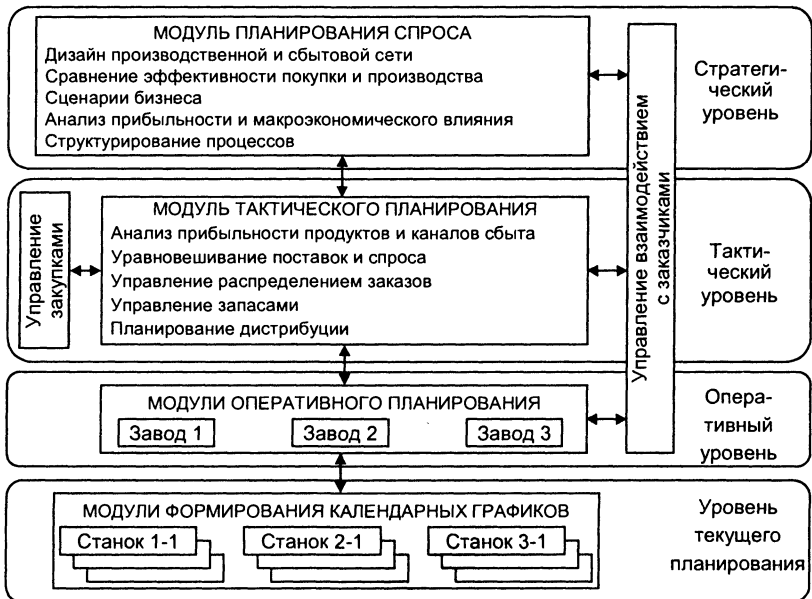 МОДУЛЬ ПЛАНИРОВАНИЯ СПРОСА
Дизайн производственной и сбытовой сети
Сравнение эффективности покупки и производства
Сценарии бизнеса
Анализ прибыльности и макроэкономического влияния
Структурирование процессов
Стратеги-
ческий
уровень
Управление взаимодействием
с заказчиками
Управление
закупками
МОДУЛЬ ТАКТИЧЕСКОГО ПЛАНИРОВАНИЯ
Анализ прибыльности продуктов и каналов сбыта
Уравновешивание поставок и спроса
Управление распределением заказов
Управление запасами
Планирование дистрибуции
Такти-
ческий
уровень
МОДУЛИ ОПЕРАТИВНОГО ПЛАНИРОВАНИЯ
Завод 1
Завод 2
Завод 3
Опера-
тивный
уровень
МОДУЛИ ФОРМИРОВАНИЯ КАЛЕНДАРНЫХ ГРАФИКОВ
Станок 1-1
Станок 2-1
Станок 3-1
Уровень
текущего
планирования